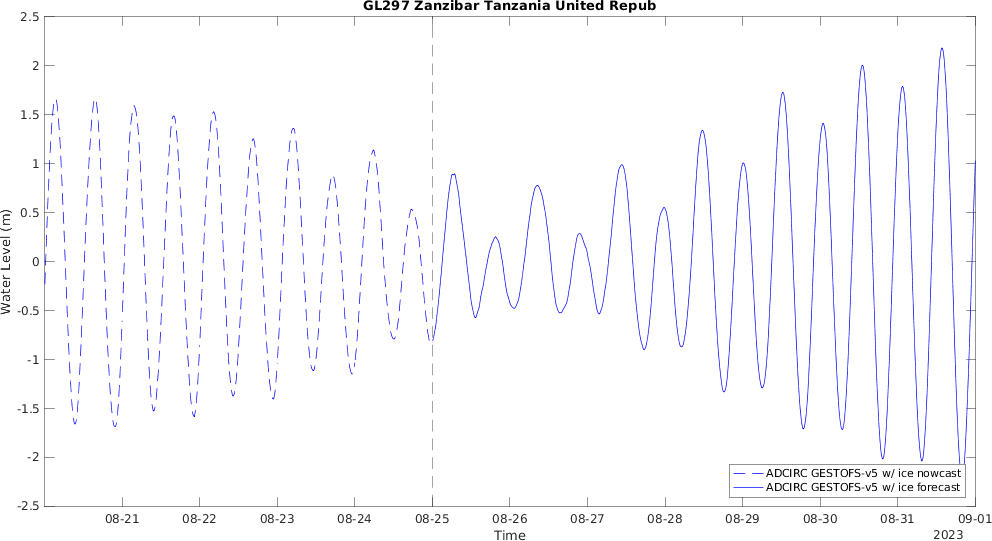 GL297 Zanzibar Tanzania United Repub
2.5
2
1.5
1
0.5
0
-0.5
-1
-1.5
-2
-2.5
Water Level (m)
ADCIRC GESTOFS-v5 w/ ice nowcast
ADCIRC GESTOFS-v5 w/ ice forecast
08-21 08-22 08-23 08-24 08-25 08-26 08-27 08-28 08-29 08-30 08-31 09-01
Time
2023